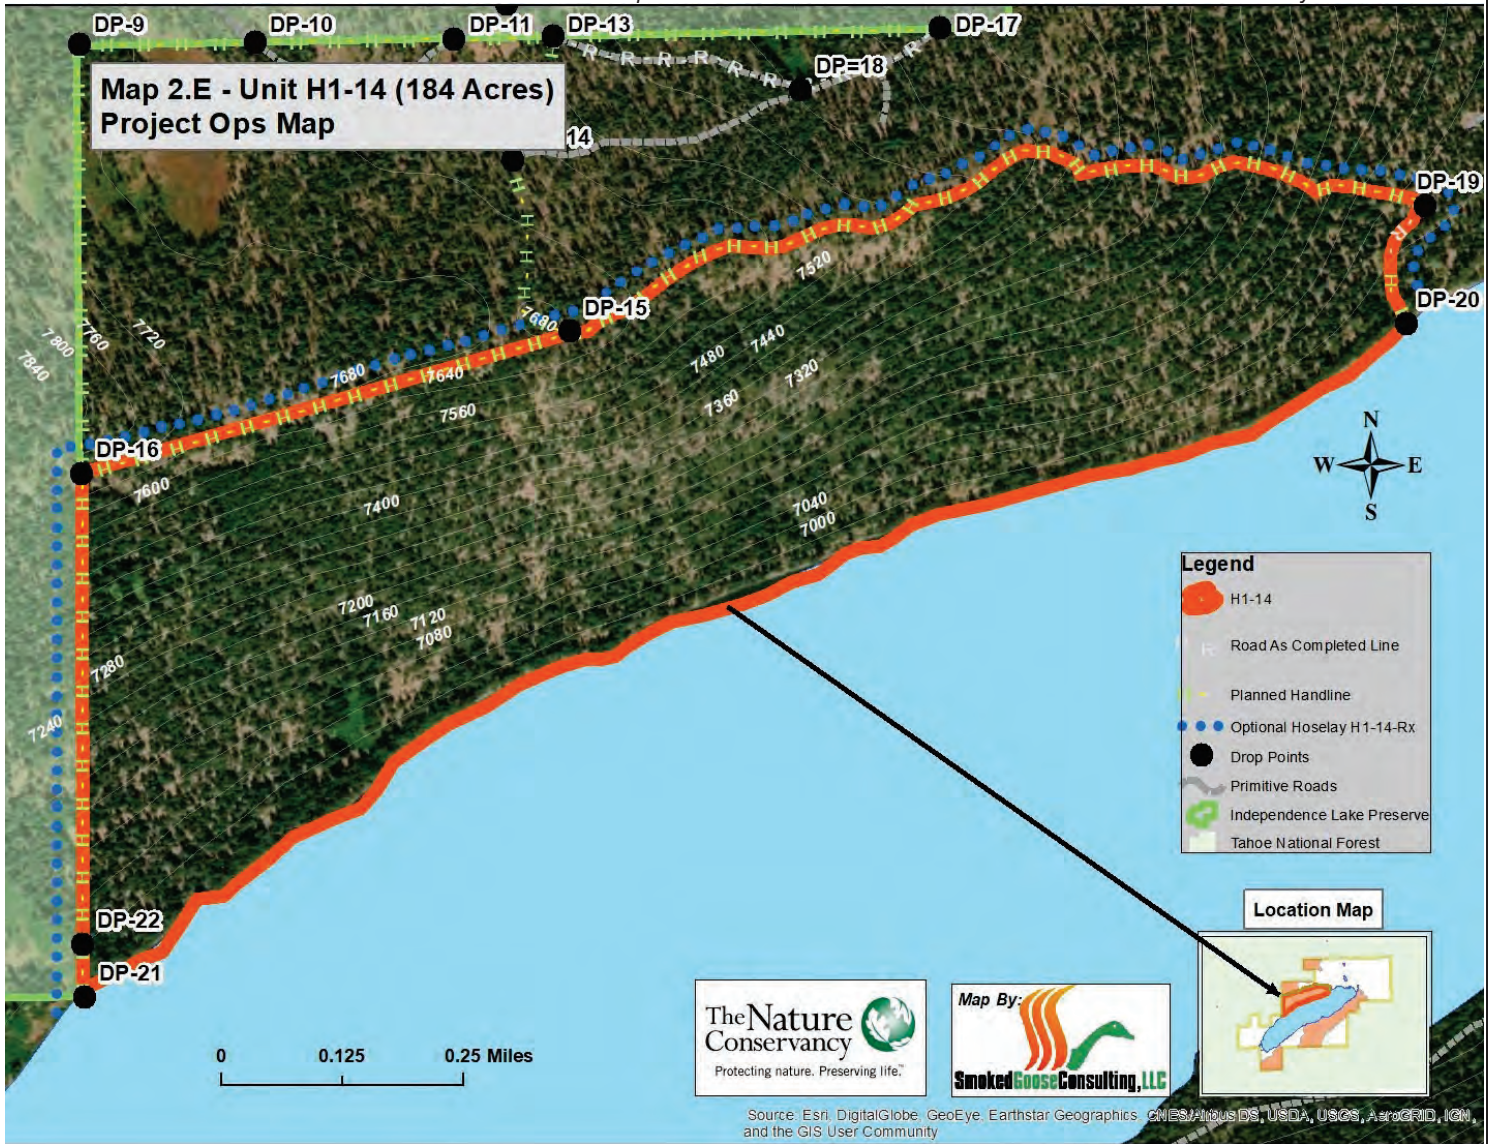 DP-9
DP-10
DP-11
DP-13
DP-17
DP=18
Map 2.E - Unit H1-14 (184 Acres)
Project Ops Map
14
DP-19
DP-20
DP-15
DP-16
DP-22
DP-21
7840
7800
7760
7720
7680
7680
7640
7560
7600
7520
7480
7440
7360
7320
7400
7040
7000
7200
7160
7120
7080
7280
7240
N
W E
S
Legend
H1-14
R Road As Completed Line
Planned Handline
Optional Hoselay H1-14-Rx
Drop Points
Primitive Roads
Independence Lake Preserve
Tahoe National Forest
Location Map
The Nature
Conservancy
Protecting nature. Preserving life.™
Map By:
SmokedGooseConsulting,LLC
0 0.125 0.25 Miles
Source: Esri, DigitalGlobe, GeoEye, Earthstar Geographics, CNES/Airbus DS, USDA, USGS, AeroGRID, IGN,
and the GIS User Community